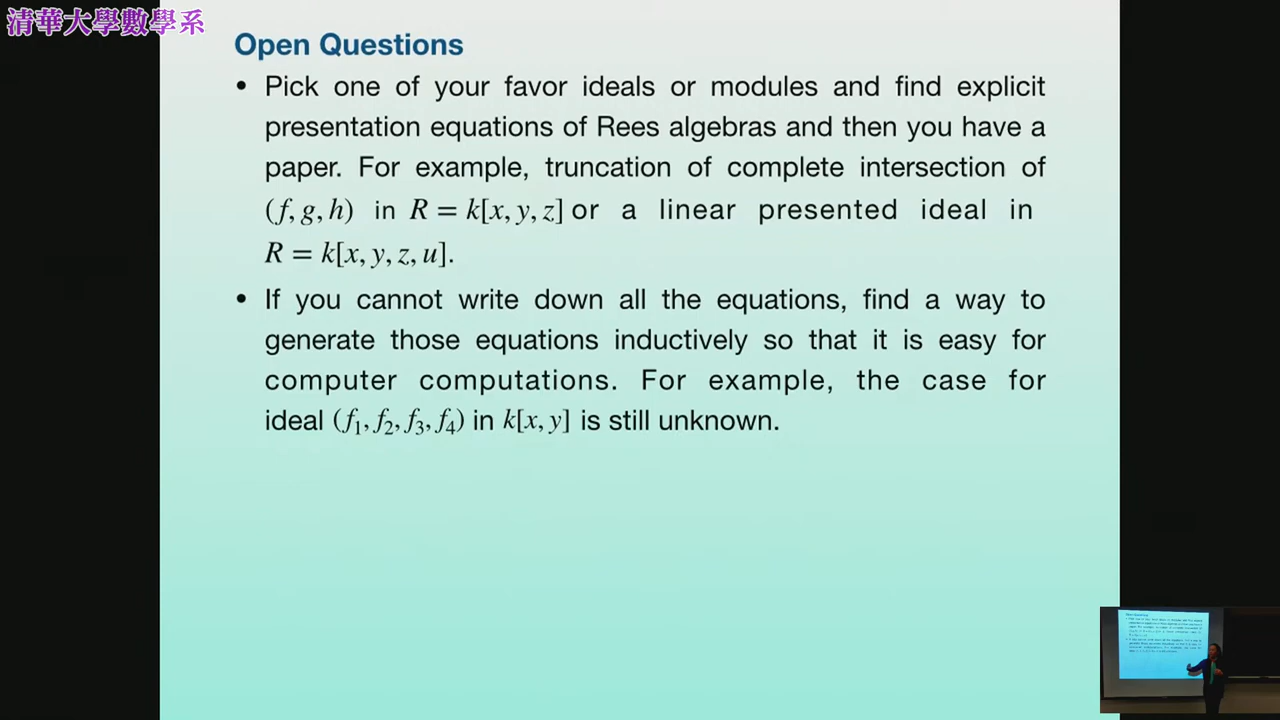 清華大學數學系
Open Questions
• Pick one of your favor ideals or modules and find explicit
presentation equations of Rees algebras and then you have a
paper. For example, truncation of complete intersection of
(f, g, h) in R = k[x, y, z] or a linear presented ideal in
R = k[x, y, z, u].
• If you cannot write down all the equations, find a way to
generate those equations inductively so that it is easy for
computer computations. For example, the case for
ideal (f₁, f₂, f₃, f₄) in k[x, y] is still unknown.